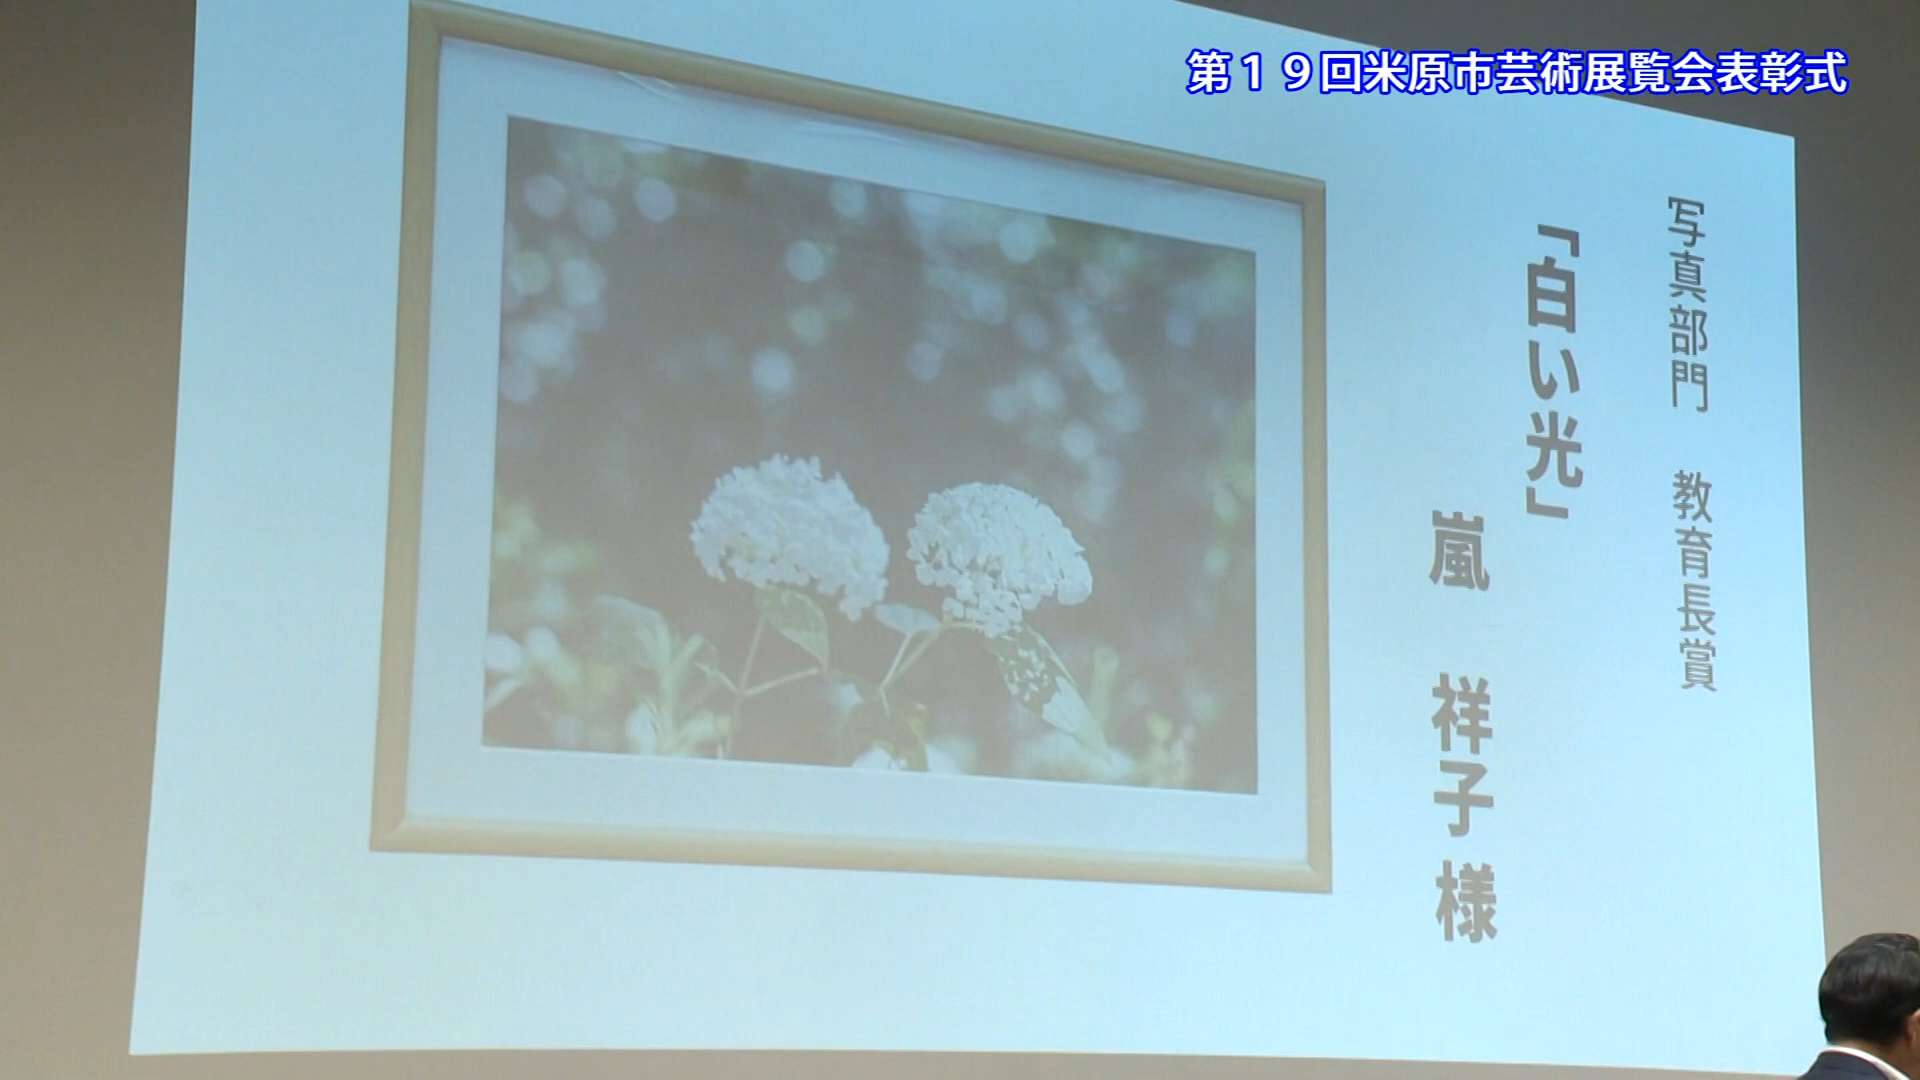 第１９回米原市芸術展覧会表彰式
写真部門　教育長賞
「白い光」
嵐　祥子 様